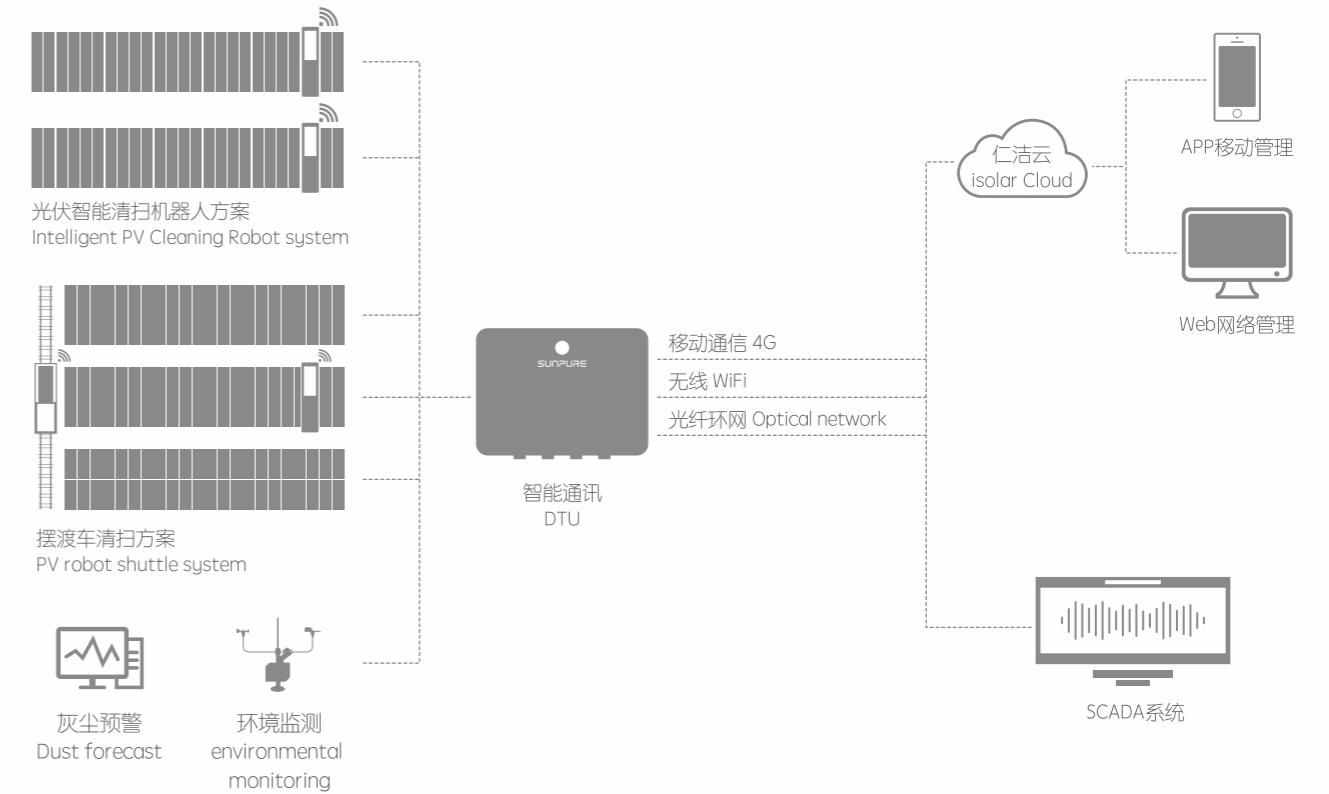 光伏智能清扫机器人方案
Intelligent PV Cleaning Robot system
摆渡车清扫方案
PV robot shuttle system
灰尘预警
Dust forecast
环境监测
environmental
monitoring
SUNPURE
智能通讯
DTU
移动通信 4G
无线 WiFi
光纤环网 Optical network
仁洁云
isolar Cloud
APP移动管理
Web网络管理
SCADA系统